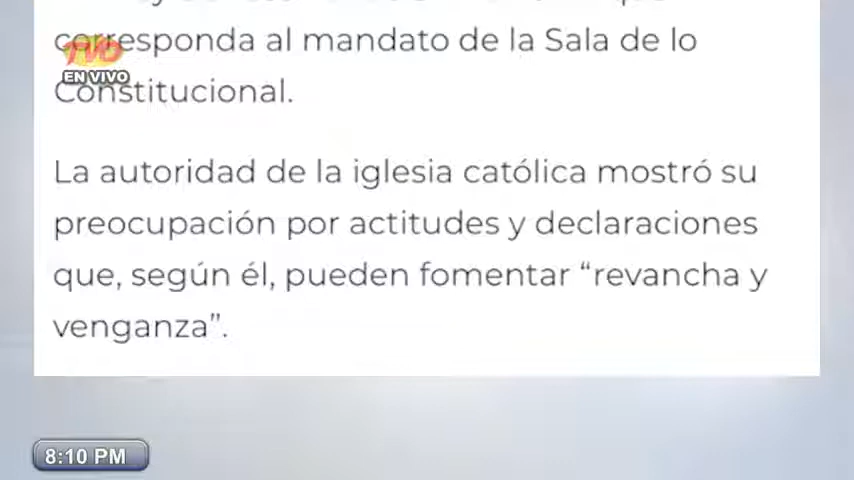 corresponda al mandato de la Sala de lo
TVO
EN VIVO
Constitucional.
La autoridad de la iglesia católica mostró su
preocupación por actitudes y declaraciones
que, según él, pueden fomentar “revancha y
venganza”.
8:10 PM